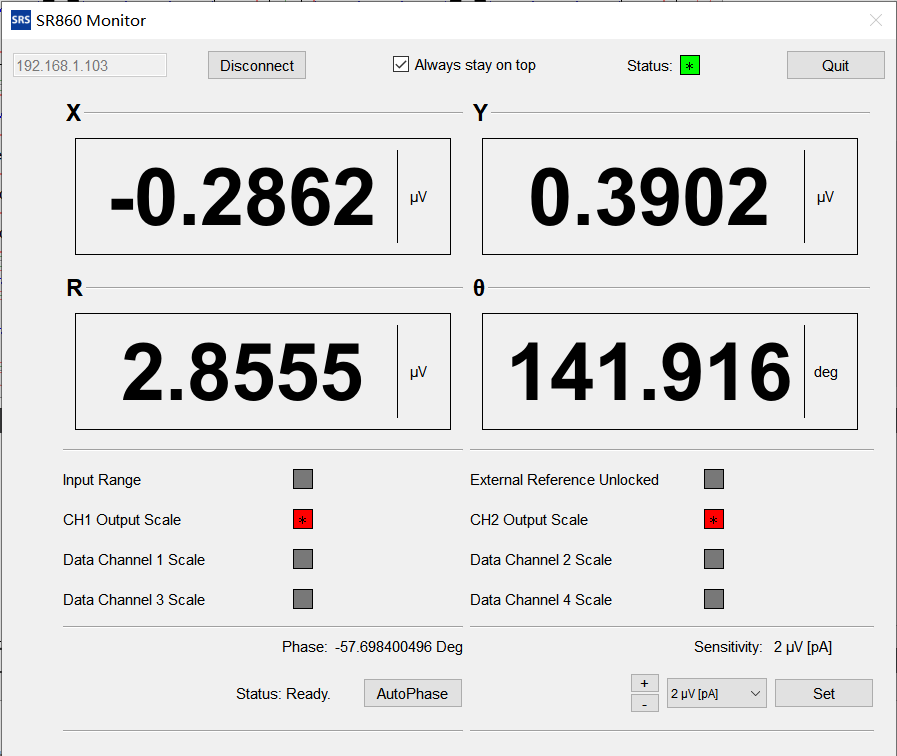 SRS SR860 Monitor
192.168.1.103 Disconnect Always stay on top Status: * Quit
X Y
-0.2862 µV 0.3902 µV
R θ
2.8555 µV 141.916 deg
Input Range External Reference Unlocked
CH1 Output Scale * CH2 Output Scale *
Data Channel 1 Scale Data Channel 2 Scale
Data Channel 3 Scale Data Channel 4 Scale
Phase: -57.698400496 Deg Sensitivity: 2 µV [pA]
Status: Ready. AutoPhase + - 2 µV [pA] Set